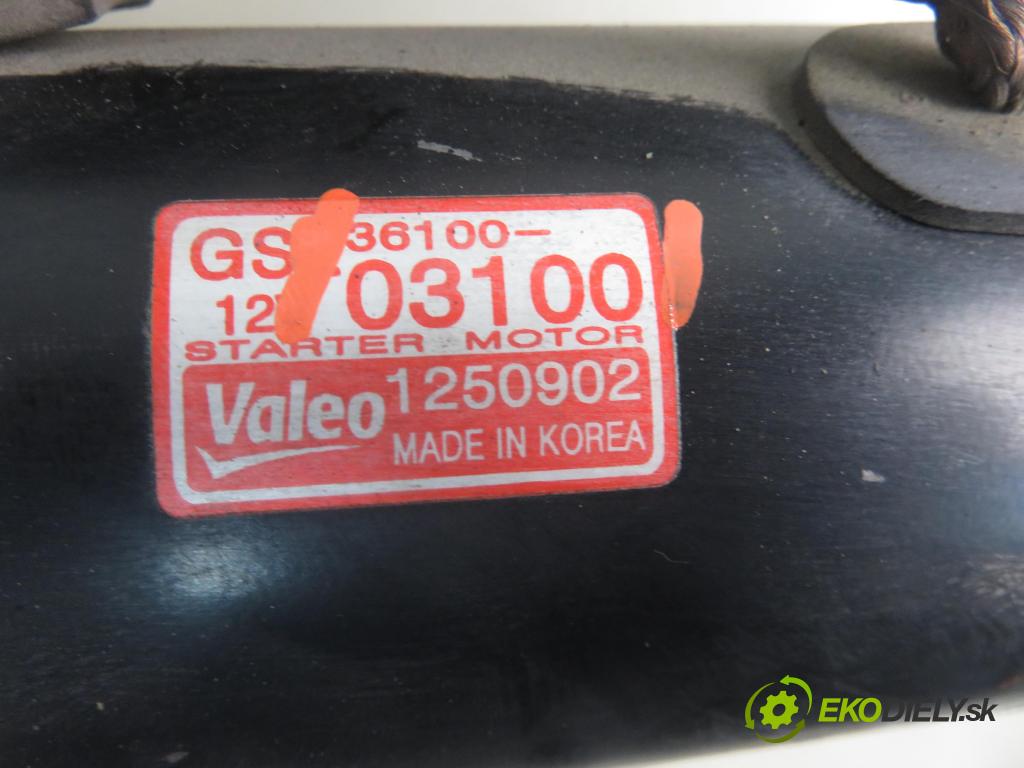 36100-
GS 03100
12
STARTER MOTOR
Valeo 1250902
MADE IN KOREA
EKODIELY.sk